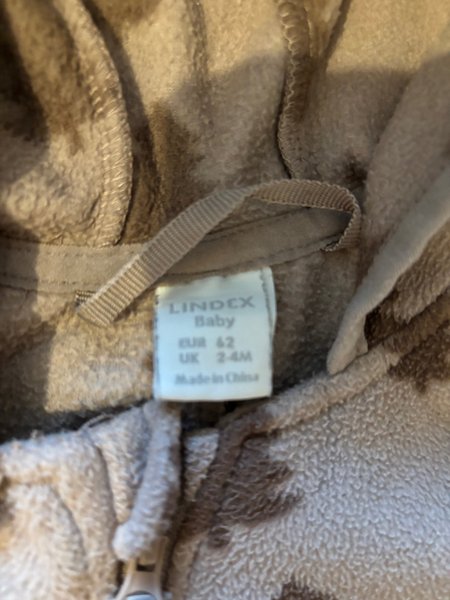 LINDEX
Baby
EUR 62
UK 2-4M
Made in China